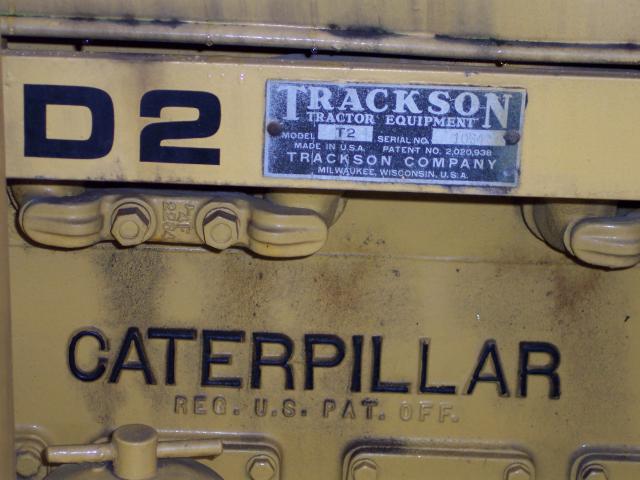 D2
TRACKSON
TRACTOR EQUIPMENT
MODEL T2 SERIAL NO.
MADE IN U.S.A. PATENT NO. 2,020,938
TRACKSON COMPANY
MILWAUKEE, WISCONSIN, U.S.A.
CATERPILLAR
REG. U.S. PAT. OFF.